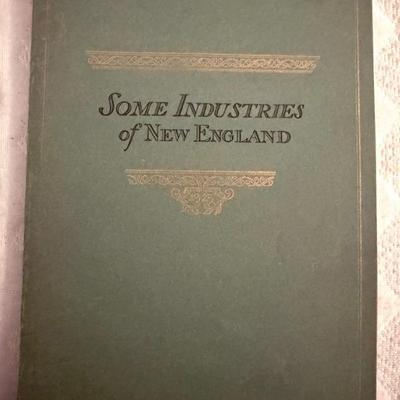 SOME INDUSTRIES
of NEW ENGLAND